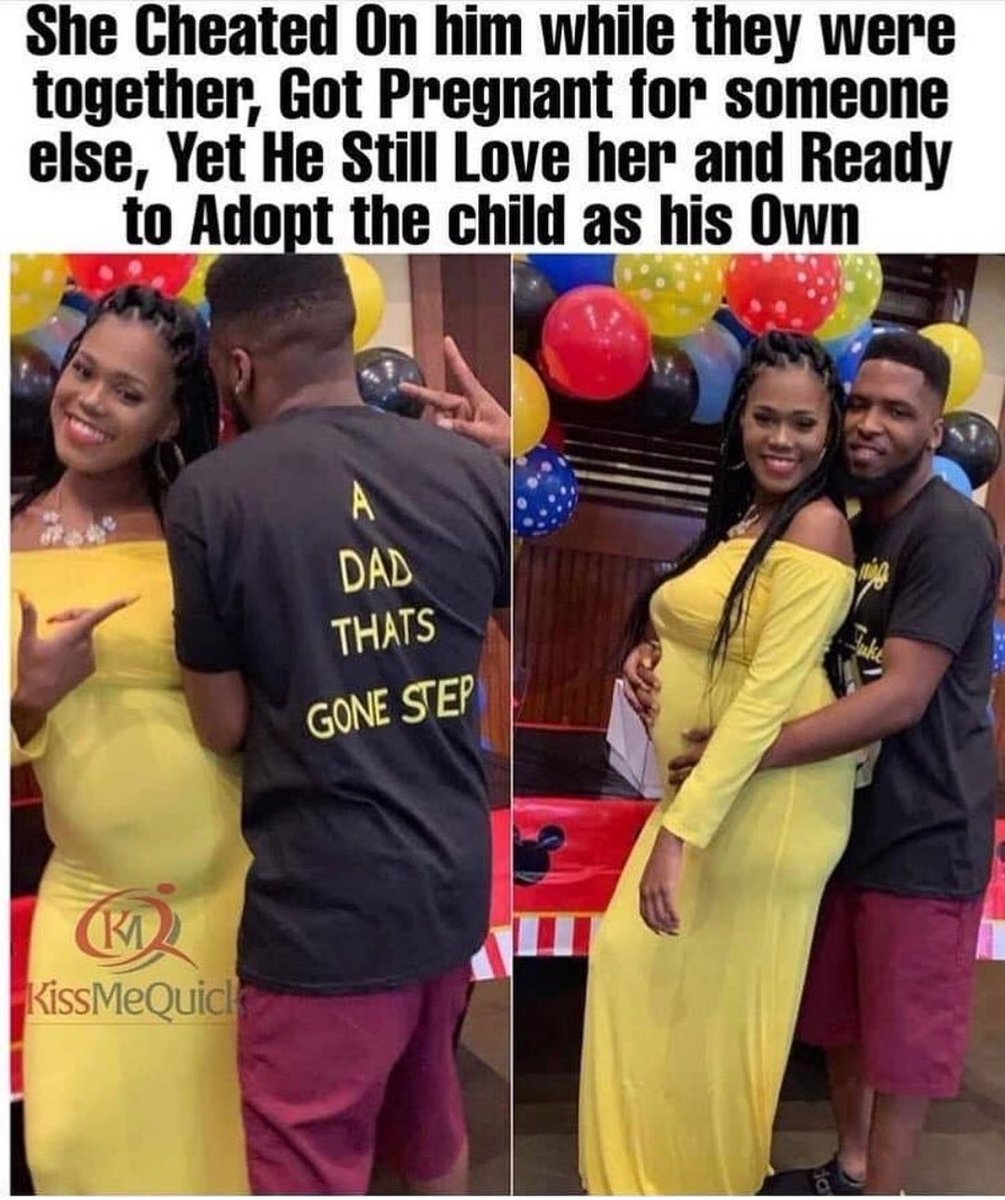 She Cheated On him while they were
together, Got Pregnant for someone
else, Yet He Still Love her and Ready
to Adopt the child as his Own
A
DAD
THATS
GONE STEP
KM
KissMeQuick